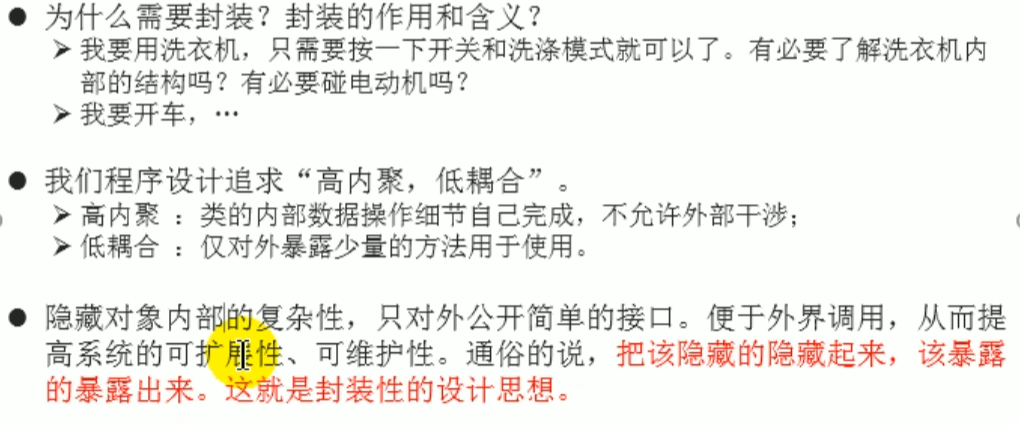 ● 为什么需要封装？封装的作用和含义？
➢ 我要用洗衣机，只需要按一下开关和洗涤模式就可以了。有必要了解洗衣机内
部的结构吗？有必要碰电动机吗？
➢ 我要开车，…
● 我们程序设计追求“高内聚，低耦合”。
➢ 高内聚 ：类的内部数据操作细节自己完成，不允许外部干涉；
➢ 低耦合 ：仅对外暴露少量的方法用于使用。
● 隐藏对象内部的复杂性，只对外公开简单的接口。便于外界调用，从而提
高系统的可扩展性、可维护性。通俗的说，把该隐藏的隐藏起来，该暴露
的暴露出来。这就是封装性的设计思想。